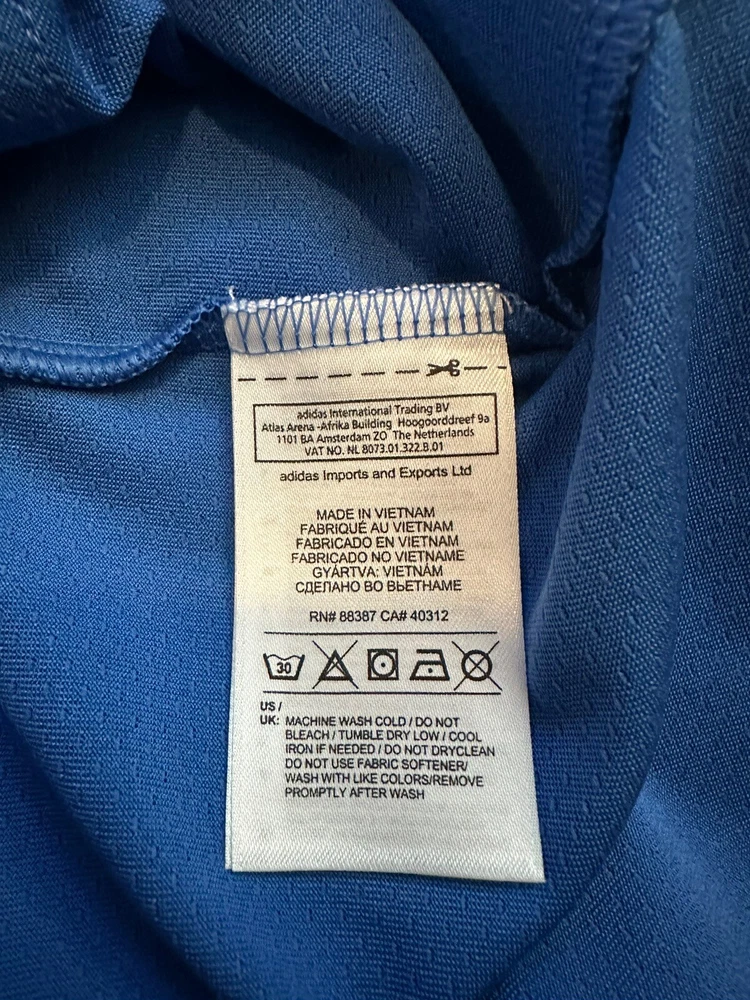 adidas International Trading BV
Atlas Arena -Afrika Building Hoogoorddreef 9a
1101 BA Amsterdam ZO The Netherlands
VAT NO. NL 8073.01.322.B.01
adidas Imports and Exports Ltd
MADE IN VIETNAM
FABRIQUÉ AU VIETNAM
FABRICADO EN VIETNAM
FABRICADO NO VIETNAME
GYÁRTVA: VIETNÁM
СДЕЛАНО ВО ВЬЕТНАМЕ
RN# 88387 CA# 40312
30
US /
UK: MACHINE WASH COLD / DO NOT
BLEACH / TUMBLE DRY LOW / COOL
IRON IF NEEDED / DO NOT DRYCLEAN
DO NOT USE FABRIC SOFTENER/
WASH WITH LIKE COLORS/REMOVE
PROMPTLY AFTER WASH